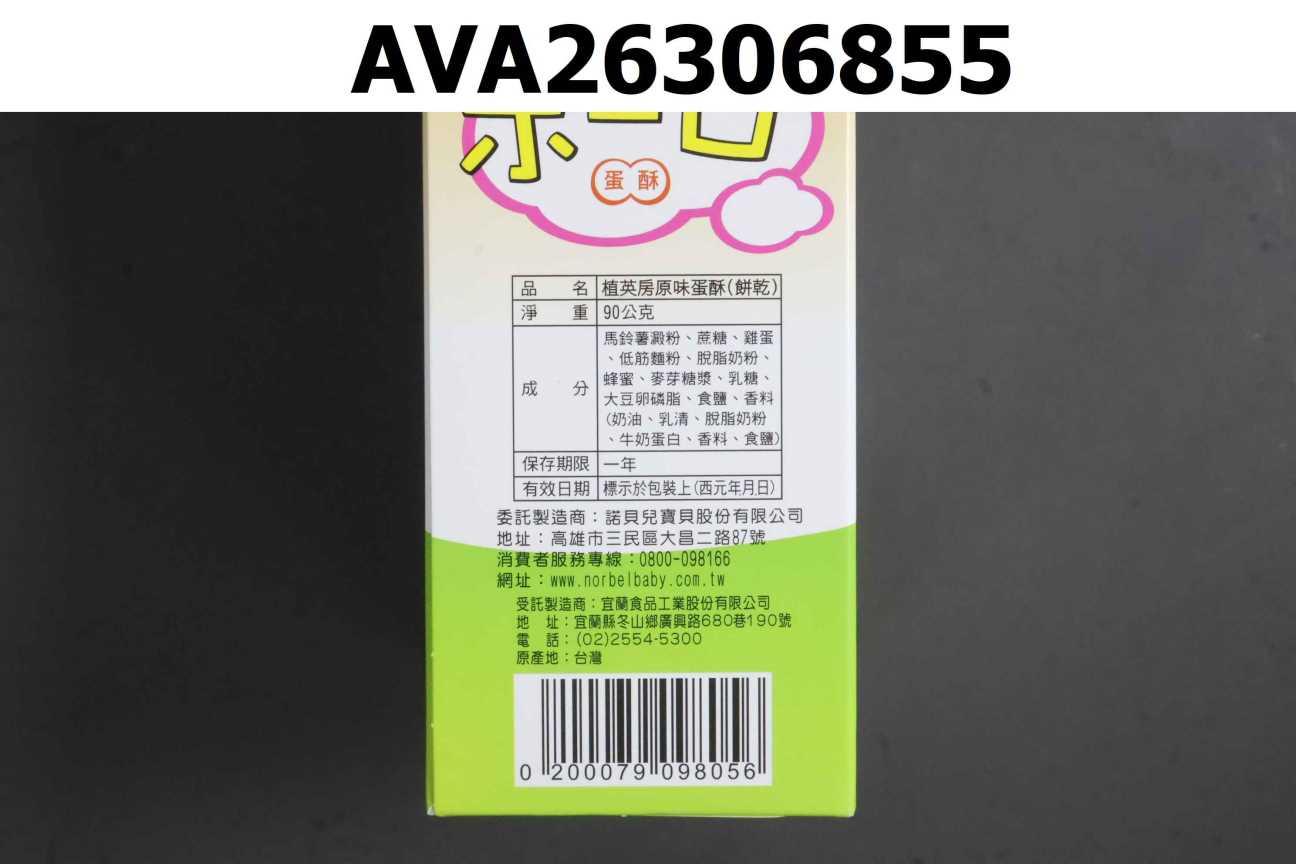 AVA26306855
一口
蛋酥
品 名 植英房原味蛋酥(餅乾)
淨 重 90公克
成 分 馬鈴薯澱粉、蔗糖、雞蛋
、低筋麵粉、脫脂奶粉、
蜂蜜、麥芽糖漿、乳糖、
大豆卵磷脂、食鹽、香料
(奶油、乳清、脫脂奶粉
、牛奶蛋白、香料、食鹽)
保存期限 一年
有效日期 標示於包裝上(西元年月日)
委託製造商：諾貝兒寶貝股份有限公司
地址：高雄市三民區大昌二路87號
消費者服務專線：0800-098166
網址：www.norbelbaby.com.tw
受託製造商：宜蘭食品工業股份有限公司
地 址：宜蘭縣冬山鄉廣興路680巷190號
電 話：(02)2554-5300
原產地：台灣
0 200079 098056